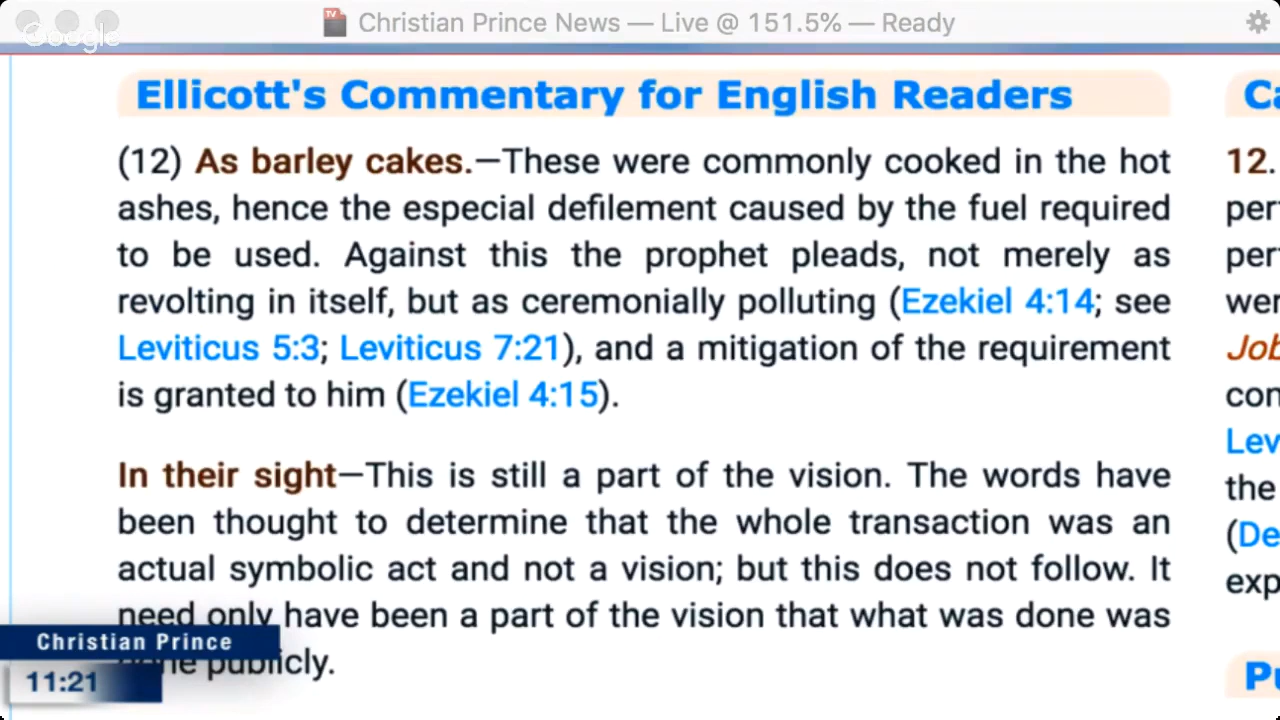 Google
Christian Prince News — Live @ 151.5% — Ready
Ellicott's Commentary for English Readers
(12) As barley cakes.—These were commonly cooked in the hot
ashes, hence the especial defilement caused by the fuel required
to be used. Against this the prophet pleads, not merely as
revolting in itself, but as ceremonially polluting (Ezekiel 4:14; see
Leviticus 5:3; Leviticus 7:21), and a mitigation of the requirement
is granted to him (Ezekiel 4:15).
In their sight—This is still a part of the vision. The words have
been thought to determine that the whole transaction was an
actual symbolic act and not a vision; but this does not follow. It
need only have been a part of the vision that what was done was
publicly.
Christian Prince
11:21
12.
the